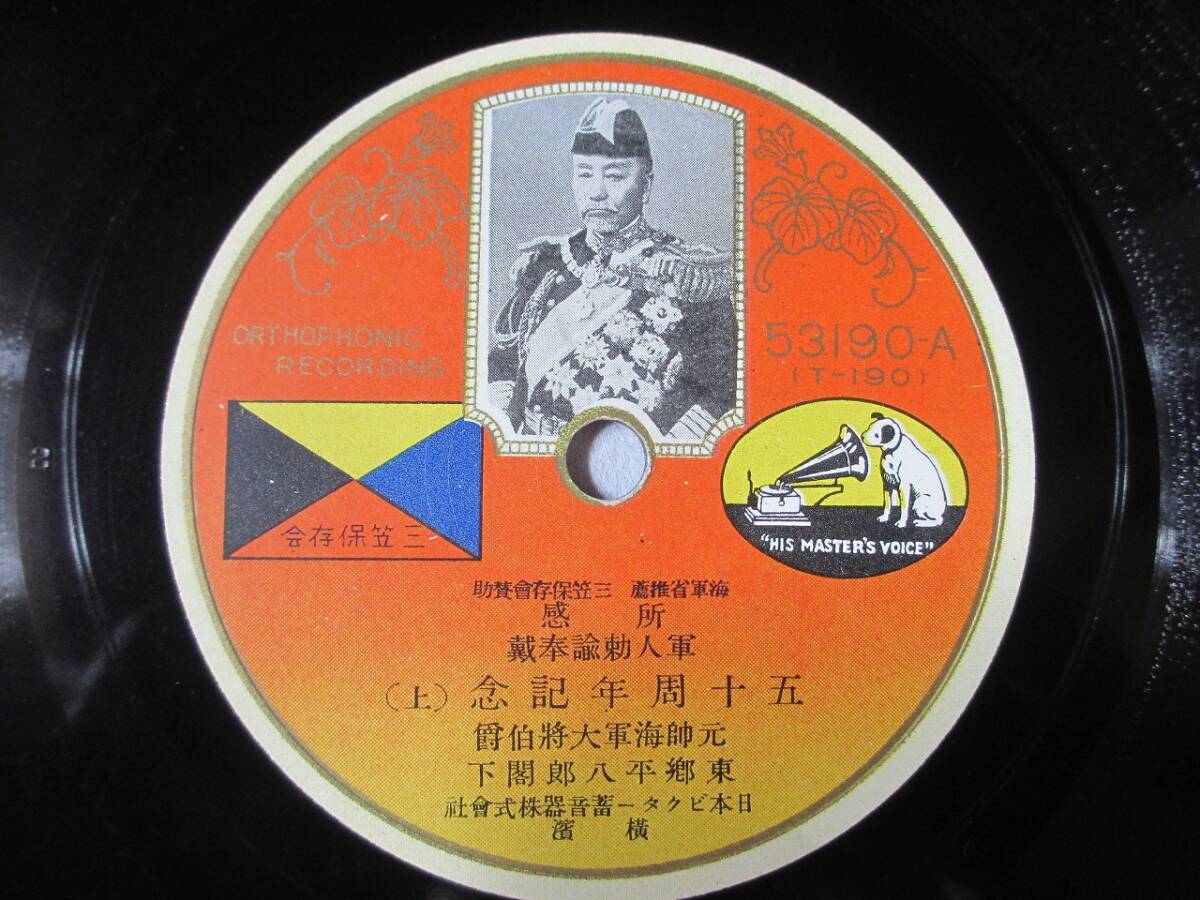 ORTHOPHONIC
RECORDING
53190-A
(T-190)
三笠保存会
"HIS MASTER'S VOICE"
海軍省推薦 三笠保存會賛助
所感
軍人勅諭奉戴
五十周年記念(上)
元帥海軍大將伯爵
東郷平八郎閣下
日本ビクター蓄音器株式會社
橫濱